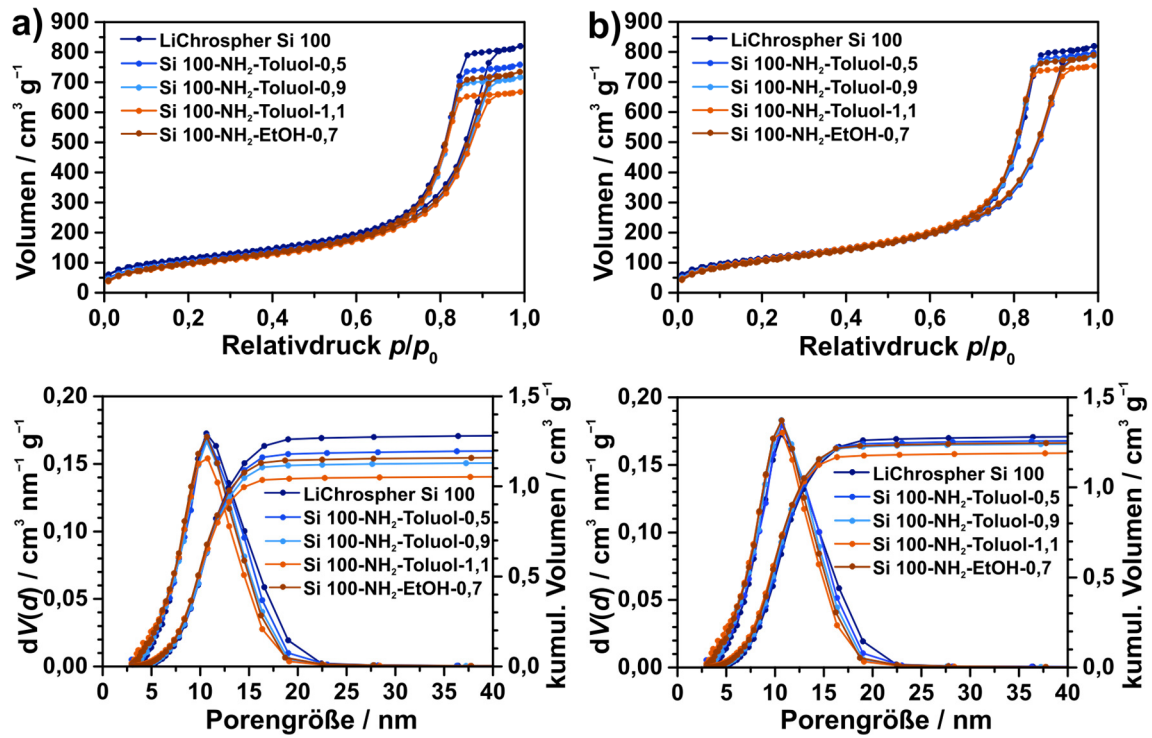 a)
Volumen / cm³ g⁻¹
900
800
700
600
500
400
300
200
100
0
LiChrospher Si 100
Si 100-NH₂-Toluol-0,5
Si 100-NH₂-Toluol-0,9
Si 100-NH₂-Toluol-1,1
Si 100-NH₂-EtOH-0,7
0,0 0,2 0,4 0,6 0,8 1,0
Relativdruck p/p₀
b)
Volumen / cm³ g⁻¹
900
800
700
600
500
400
300
200
100
0
LiChrospher Si 100
Si 100-NH₂-Toluol-0,5
Si 100-NH₂-Toluol-0,9
Si 100-NH₂-Toluol-1,1
Si 100-NH₂-EtOH-0,7
0,0 0,2 0,4 0,6 0,8 1,0
Relativdruck p/p₀
dV(d) / cm³ nm⁻¹ g⁻¹
0,20
0,15
0,10
0,05
0,00
LiChrospher Si 100
Si 100-NH₂-Toluol-0,5
Si 100-NH₂-Toluol-0,9
Si 100-NH₂-Toluol-1,1
Si 100-NH₂-EtOH-0,7
1,5
1,0
0,5
0,0
kumul. Volumen / cm³ g⁻¹
0 5 10 15 20 25 30 35 40
Porengröße / nm
dV(d) / cm³ nm⁻¹ g⁻¹
0,20
0,15
0,10
0,05
0,00
LiChrospher Si 100
Si 100-NH₂-Toluol-0,5
Si 100-NH₂-Toluol-0,9
Si 100-NH₂-Toluol-1,1
Si 100-NH₂-EtOH-0,7
1,5
1,0
0,5
0,0
kumul. Volumen / cm³ g⁻¹
0 5 10 15 20 25 30 35 40
Porengröße / nm